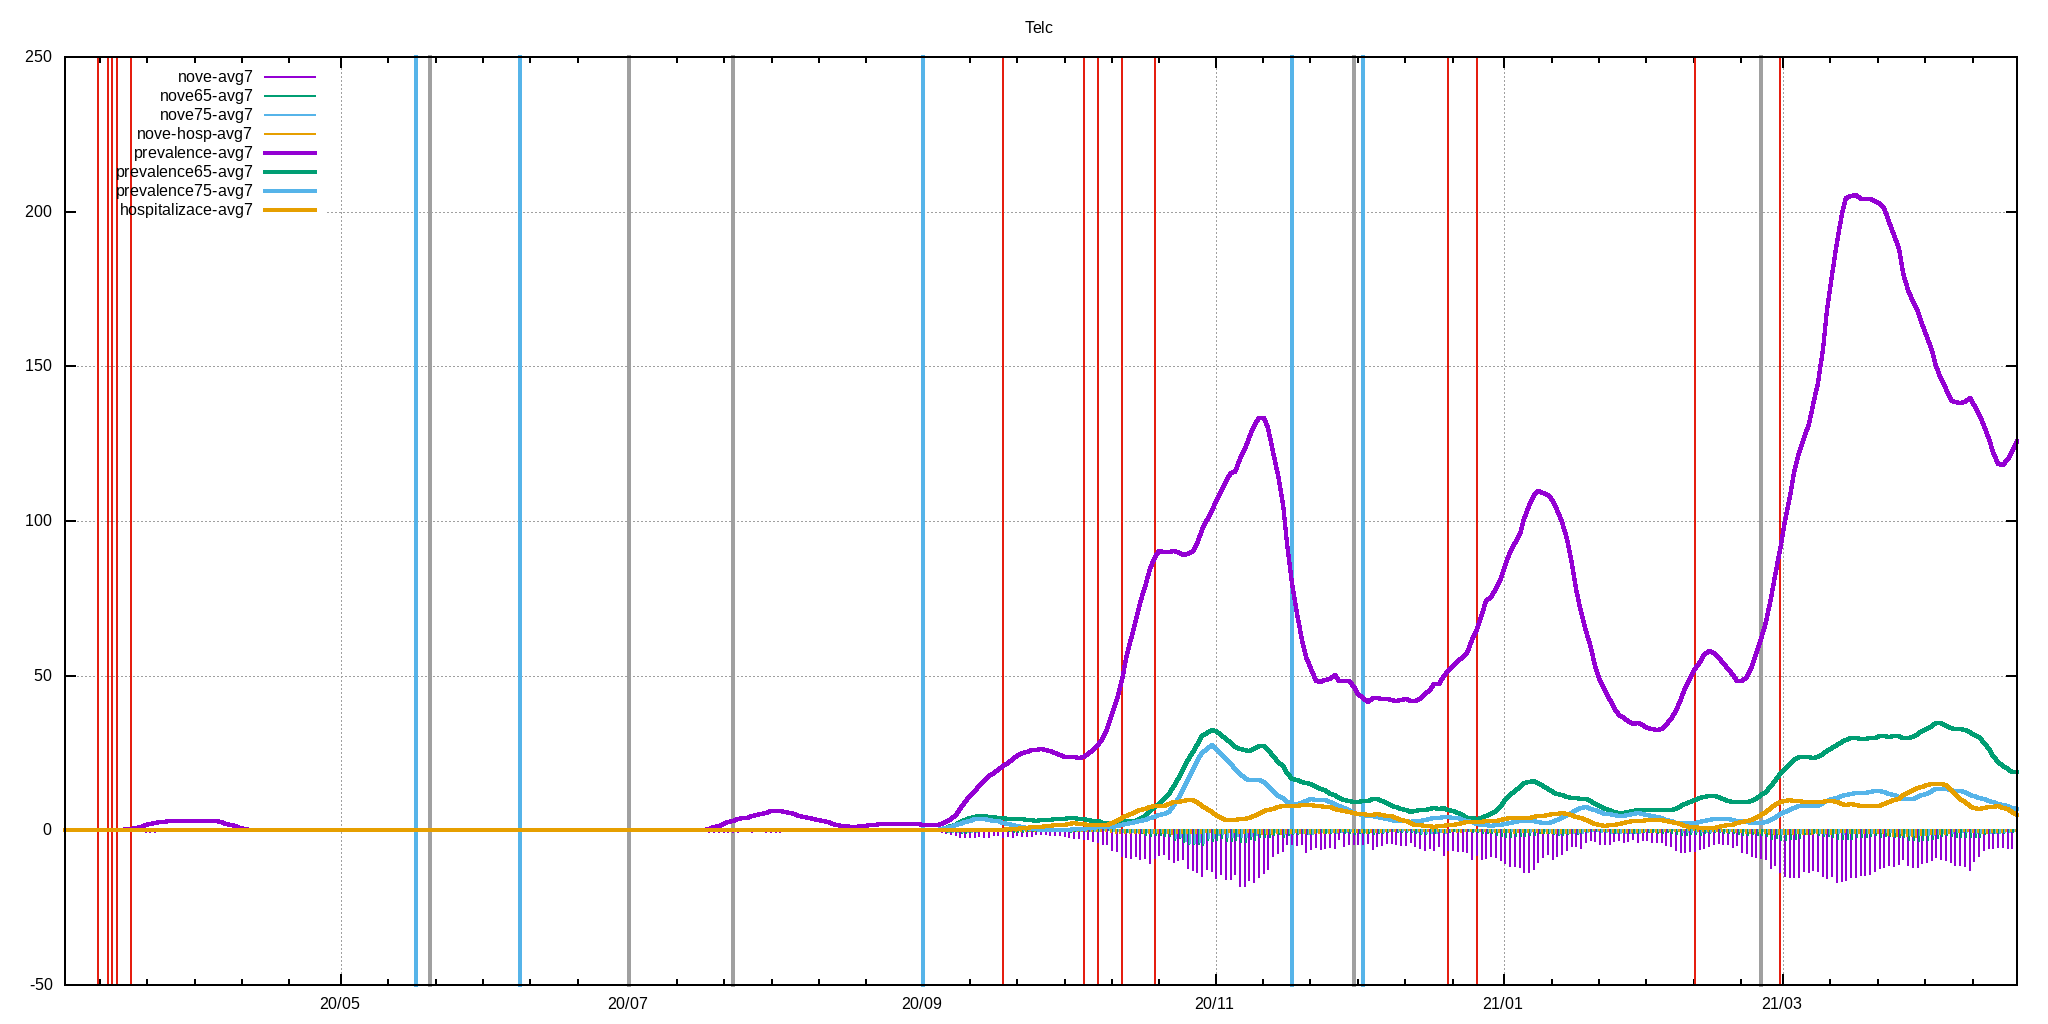 Telc
250
nove-avg7
nove65-avg7
nove75-avg7
nove-hosp-avg7
prevalence-avg7
prevalence65-avg7
prevalence75-avg7
hospitalizace-avg7
200
150
100
50
0
-50
20/05
20/07
20/09
20/11
21/01
21/03